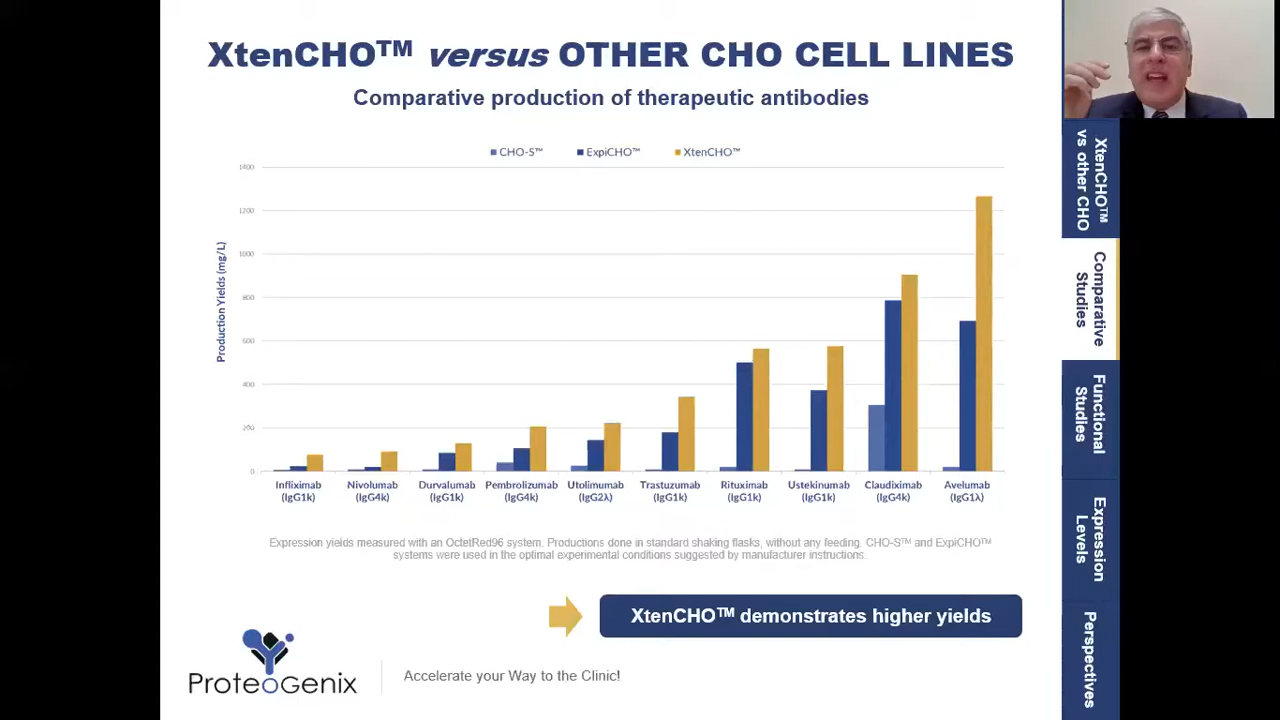 XtenCHO™ versus OTHER CHO CELL LINES
Comparative production of therapeutic antibodies
CHO-S™ ExpiCHO™ XtenCHO™
Production Yields (mg/L)
1400
1200
1000
800
600
400
200
0
Infliximab Nivolumab Durvalumab Pembrolizumab Utolimumab Trastuzumab Rituximab Ustekinumab Claudiximab Avelumab
(IgG1k) (IgG4k) (IgG1k) (IgG4k) (IgG2λ) (IgG1k) (IgG1k) (IgG1k) (IgG4k) (IgG1λ)
Expression yields measured with an OctetRed96 system. Productions done in standard shaking flasks, without any feeding. CHO-S™ and ExpiCHO™
systems were used in the optimal experimental conditions suggested by manufacturer instructions.
XtenCHO™ demonstrates higher yields
ProteoGenix
Accelerate your Way to the Clinic!
XtenCHO™
vs other CHO
Comparative
Studies
Functional
Studies
Expression
Levels
Perspectives